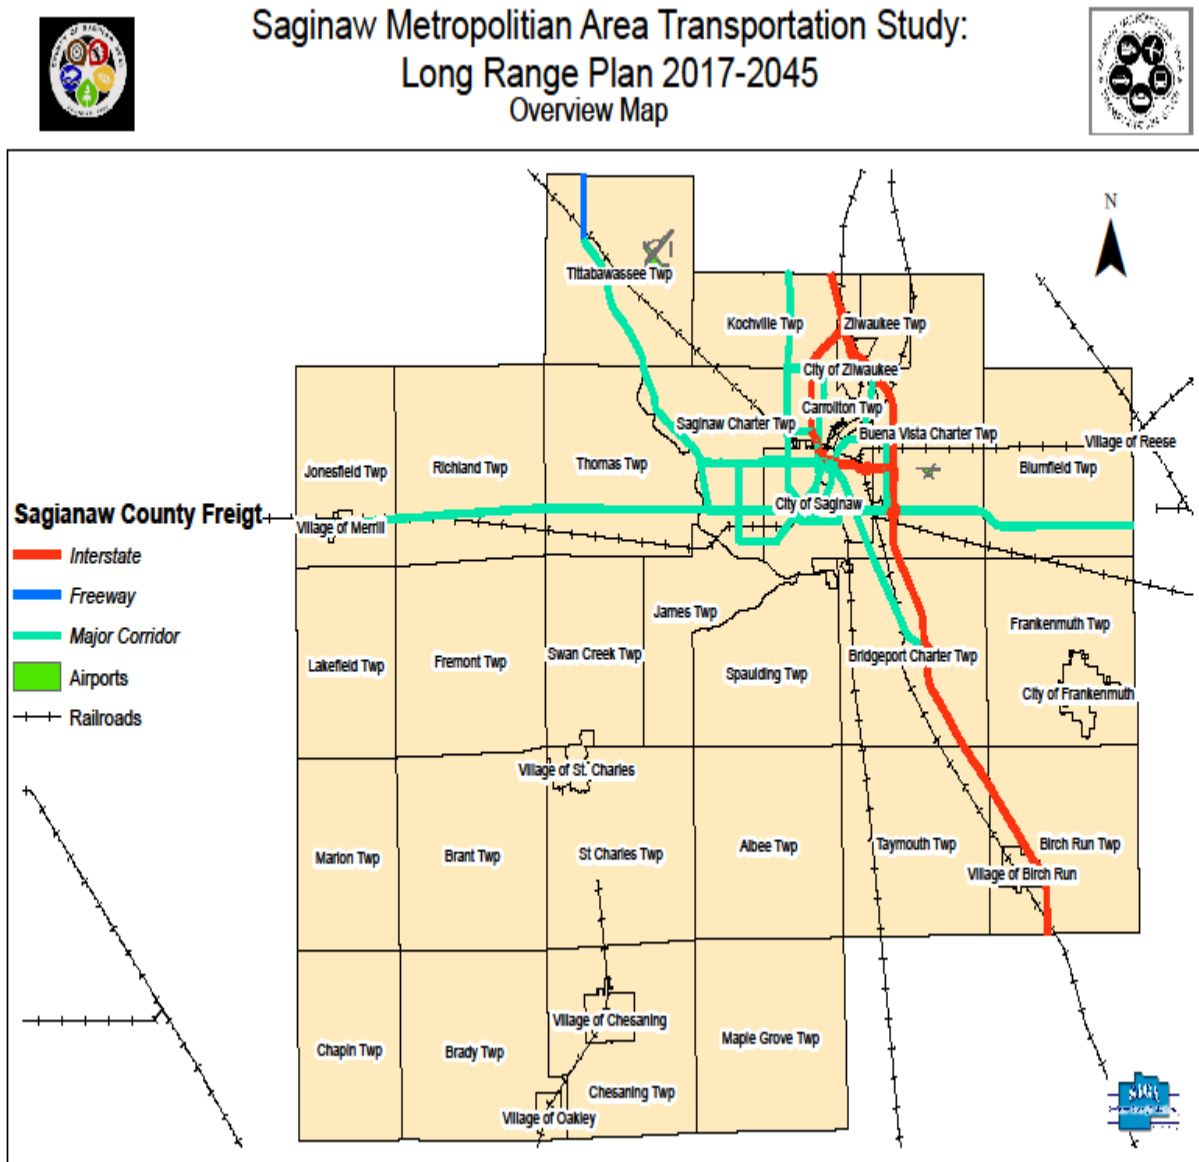 Saginaw Metropolitian Area Transportation Study:
Long Range Plan 2017-2045
Overview Map
N
Tittabawassee Twp
Kochville Twp
Zilwaukee Twp
City of Zilwaukee
Carrollton Twp
Saginaw Charter Twp
Buena Vista Charter Twp
Village of Reese
Jonesfield Twp
Richland Twp
Thomas Twp
Blumfield Twp
City of Saginaw
Village of Merrill
Sagianaw County Freigt
Interstate
Freeway
Major Corridor
Airports
Railroads
James Twp
Frankenmuth Twp
Lakefield Twp
Fremont Twp
Swan Creek Twp
Spaulding Twp
Bridgeport Charter Twp
City of Frankenmuth
Village of St. Charles
Marion Twp
Brant Twp
St Charles Twp
Albee Twp
Taymouth Twp
Birch Run Twp
Village of Birch Run
Village of Chesaning
Chapin Twp
Brady Twp
Maple Grove Twp
Chesaning Twp
Village of Oakley